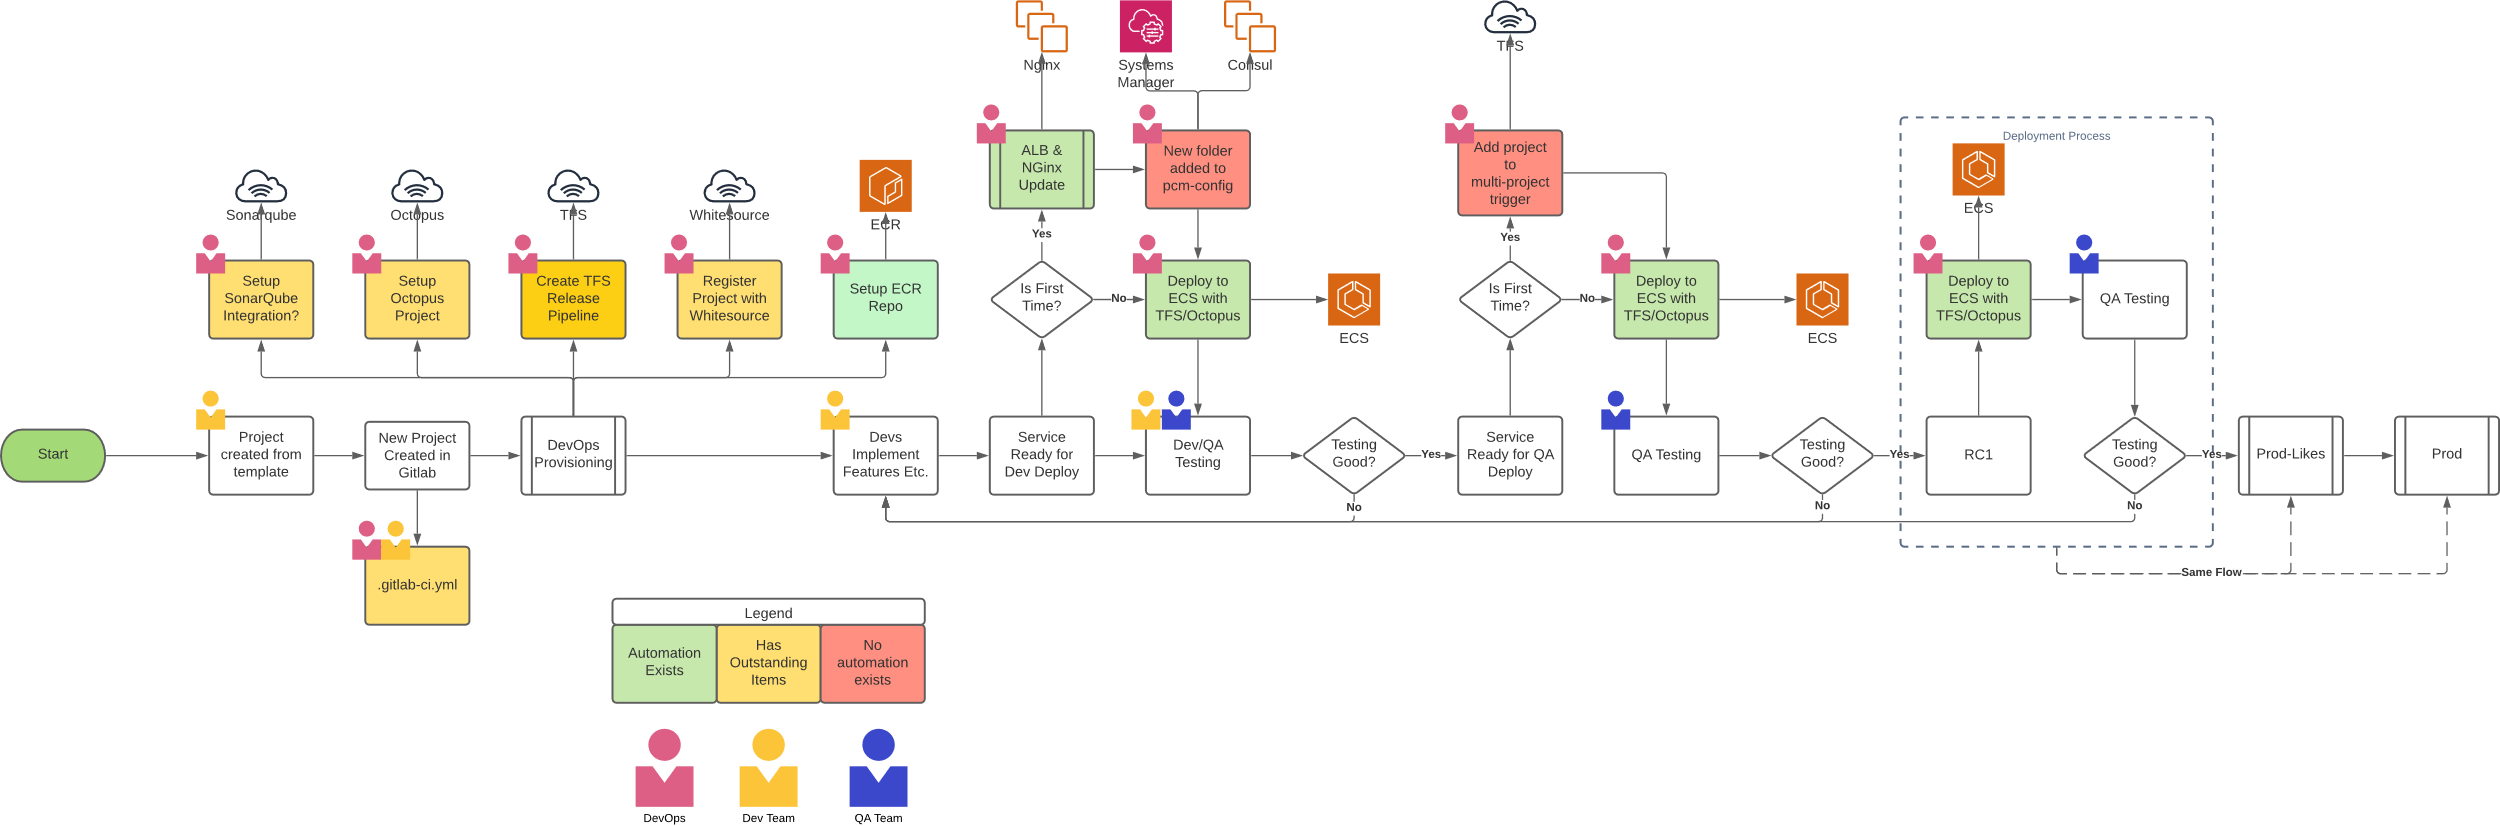 Nginx
Systems
Manager
Consul
TFS
Deployment Process
ALB &
NGinx
Update
New folder
added to
pcm-config
Add project
to
multi-project
trigger
Sonarqube
Octopus
TFS
Whitesource
ECR
ECS
Yes
Yes
Setup
SonarQube
Integration?
Setup
Octopus
Project
Create TFS
Release
Pipeline
Register
Project with
Whitesource
Setup ECR
Repo
Is First
Time?
No
Deploy to
ECS with
TFS/Octopus
ECS
Is First
Time?
No
Deploy to
ECS with
TFS/Octopus
ECS
Deploy to
ECS with
TFS/Octopus
QA Testing
Start
Project
created from
template
New Project
Created in
Gitlab
DevOps
Provisioning
Devs
Implement
Features Etc.
Service
Ready for
Dev Deploy
Dev/QA
Testing
Testing
Good?
Yes
Service
Ready for QA
Deploy
QA Testing
Testing
Good?
Yes
RC1
Testing
Good?
Yes
Prod-Likes
Prod
No
No
No
.gitlab-ci.yml
Same Flow
Legend
Automation
Exists
Has
Outstanding
Items
No
automation
exists
DevOps
Dev Team
QA Team